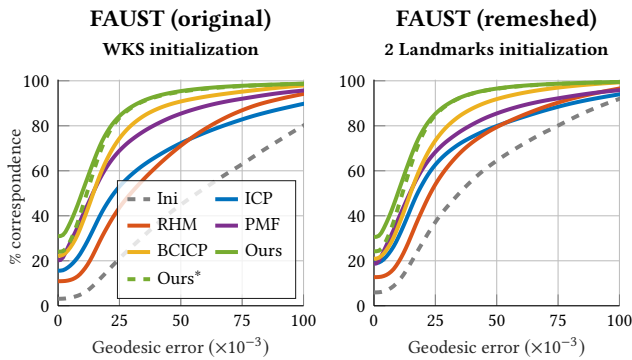 FAUST (original)
WKS initialization
% correspondence
100
80
60
40
20
0
0
25
50
75
100
Geodesic error (×10⁻³)
Ini
ICP
RHM
PMF
BCICP
Ours
Ours*
FAUST (remeshed)
2 Landmarks initialization
100
80
60
40
20
0
0
25
50
75
100
Geodesic error (×10⁻³)